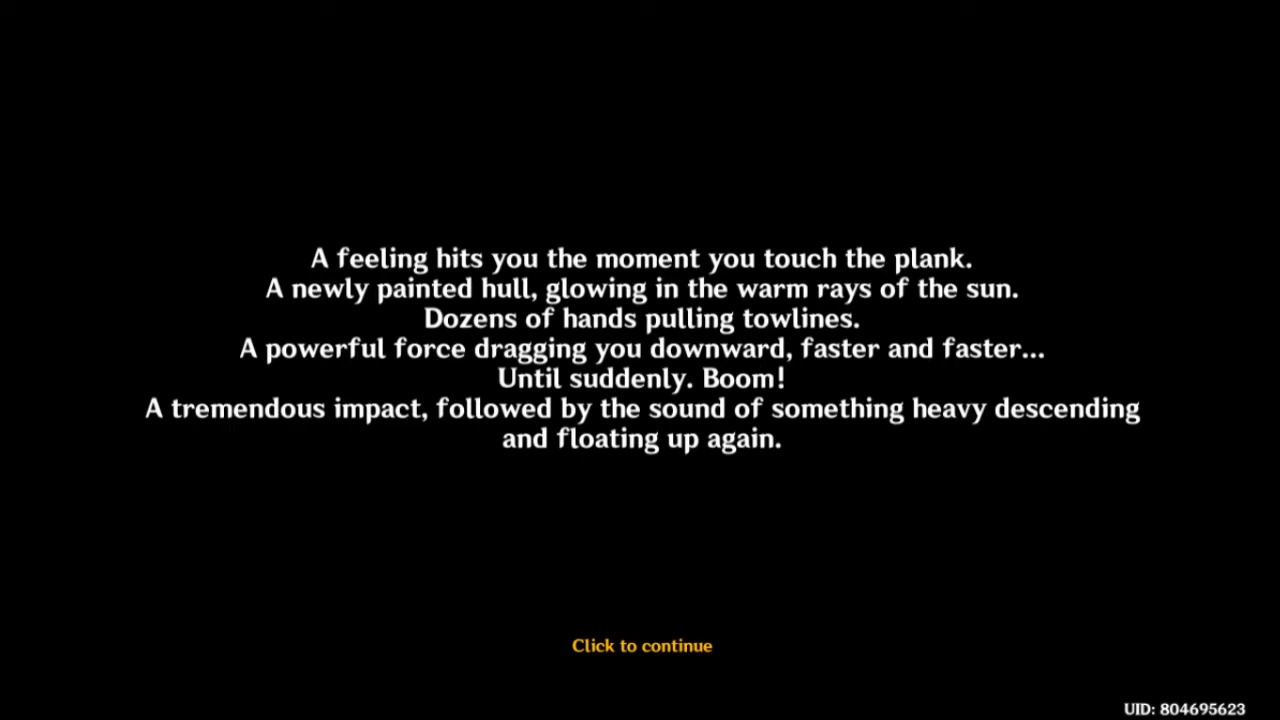 A feeling hits you the moment you touch the plank.
A newly painted hull, glowing in the warm rays of the sun.
Dozens of hands pulling towlines.
A powerful force dragging you downward, faster and faster...
Until suddenly. Boom!
A tremendous impact, followed by the sound of something heavy descending
and floating up again.
Click to continue
UID: 804695623